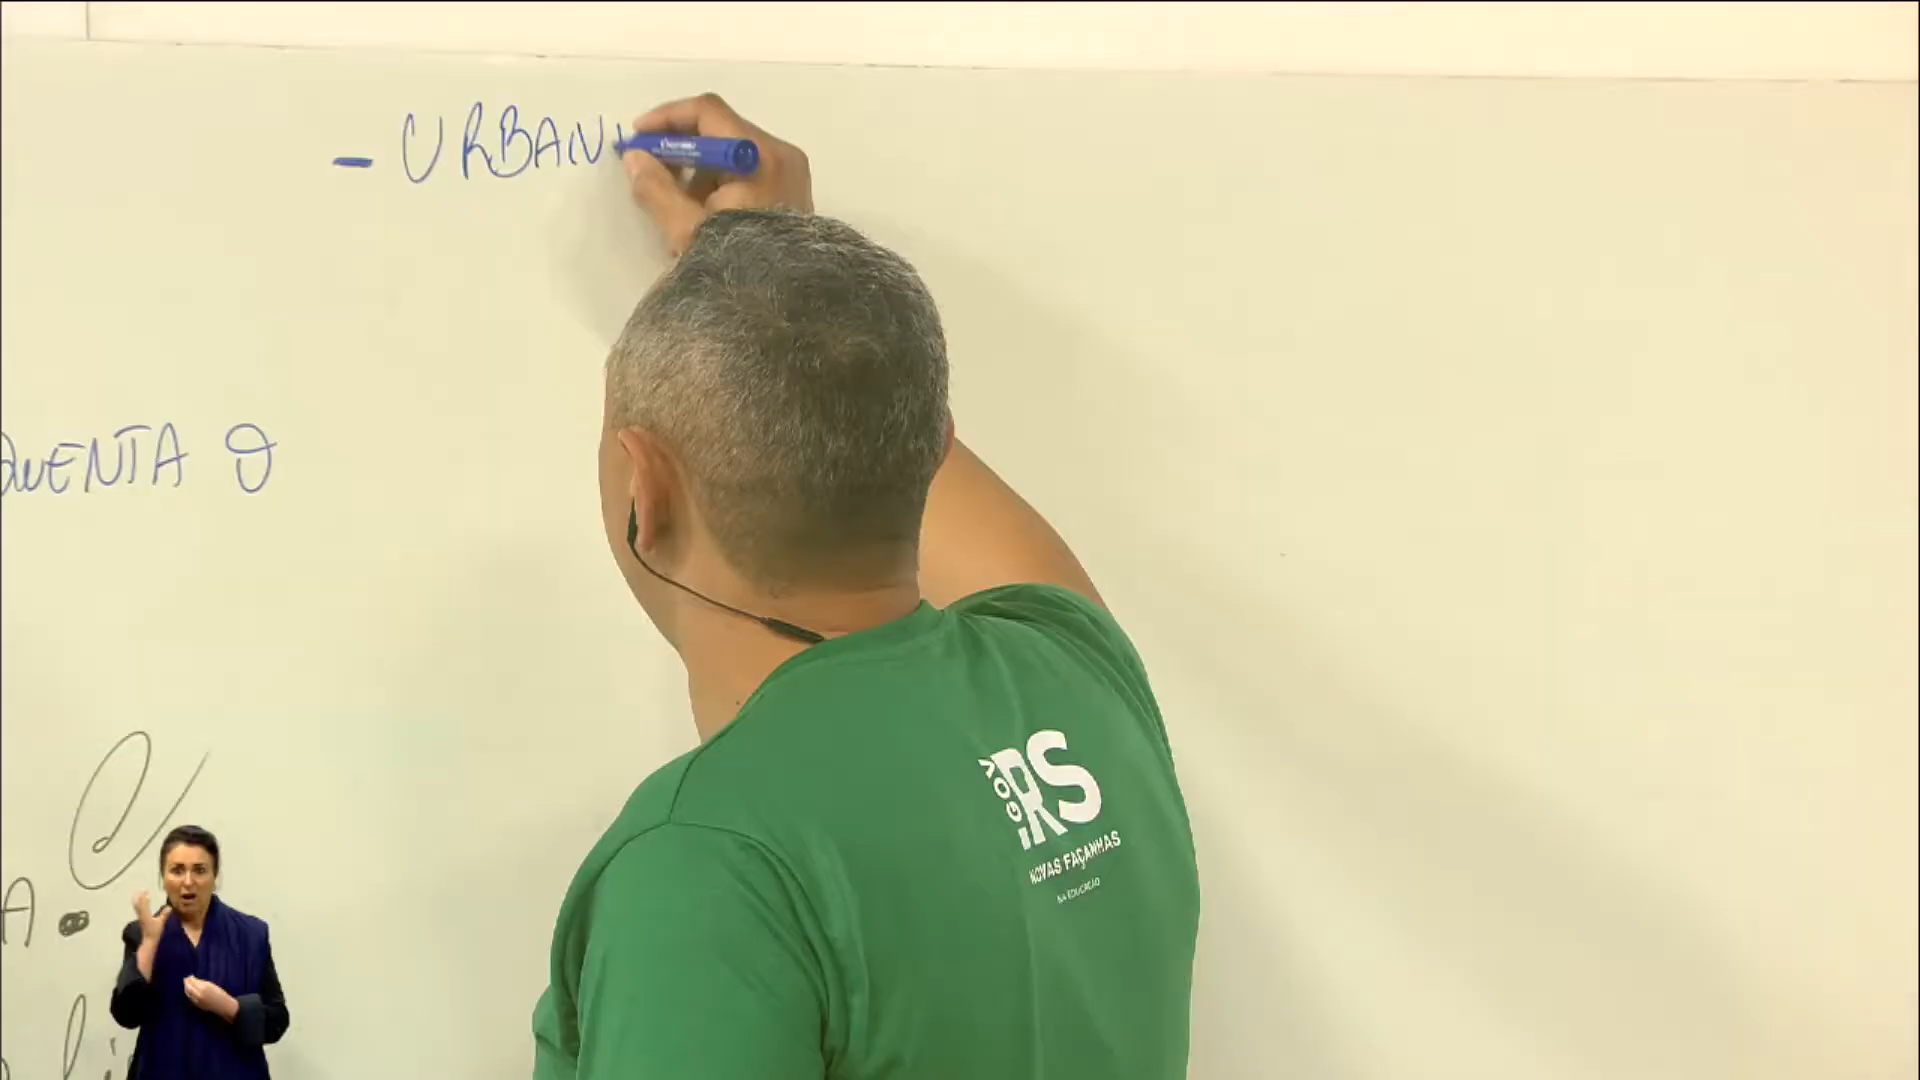 - URBAN
QUENTA O
A.
GOV
RS
NOVAS FAÇANHAS
NA EDUCAÇÃO